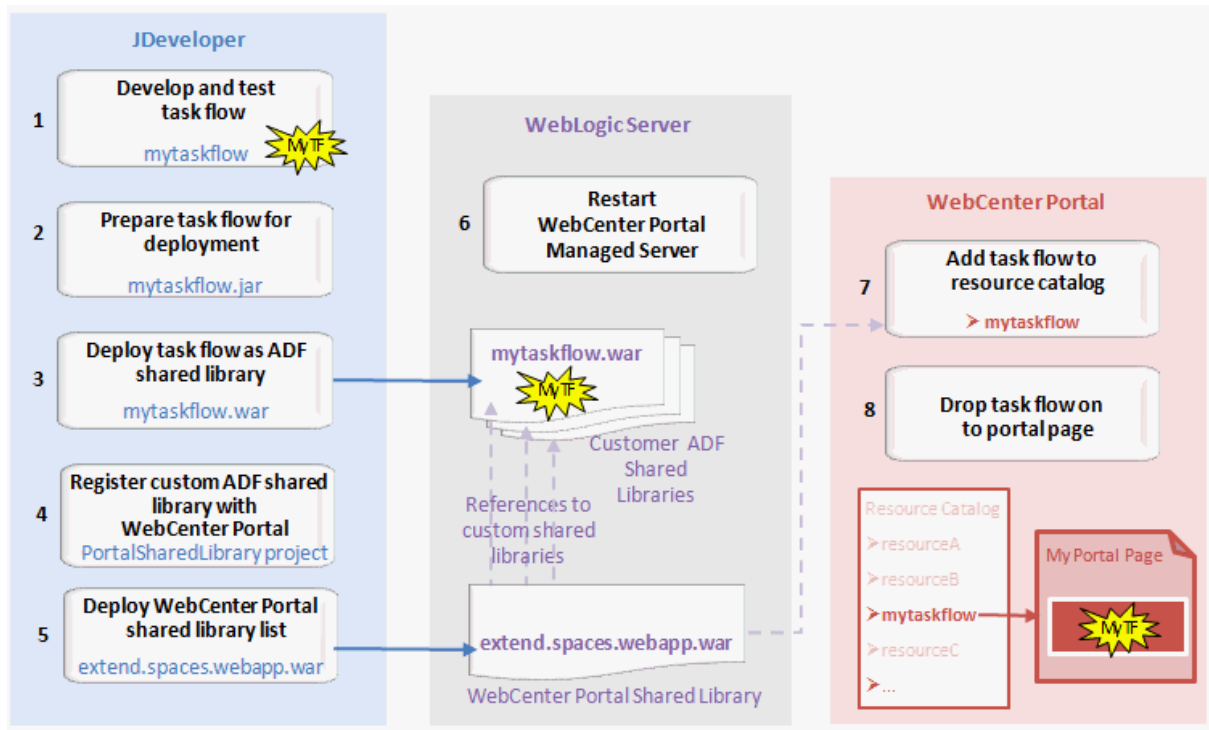 JDeveloper
1
Develop and test
task flow
mytaskflow
MyTF
2
Prepare task flow for
deployment
mytaskflow.jar
3
Deploy task flow as ADF
shared library
mytaskflow.war
4
Register custom ADF shared
library with
WebCenter Portal
PortalSharedLibrary project
5
Deploy WebCenter Portal
shared library list
extend.spaces.webapp.war
WebLogic Server
6
Restart
WebCenter Portal
Managed Server
mytaskflow.war
MyTF
Customer ADF
Shared
Libraries
References to
custom shared
libraries
extend.spaces.webapp.war
WebCenter Portal Shared Library
WebCenter Portal
7
Add task flow to
resource catalog
➢ mytaskflow
8
Drop task flow on
to portal page
Resource Catalog
➢ resourceA
➢ resourceB
➢ mytaskflow
➢ resourceC
➢ ...
My Portal Page
MyTF